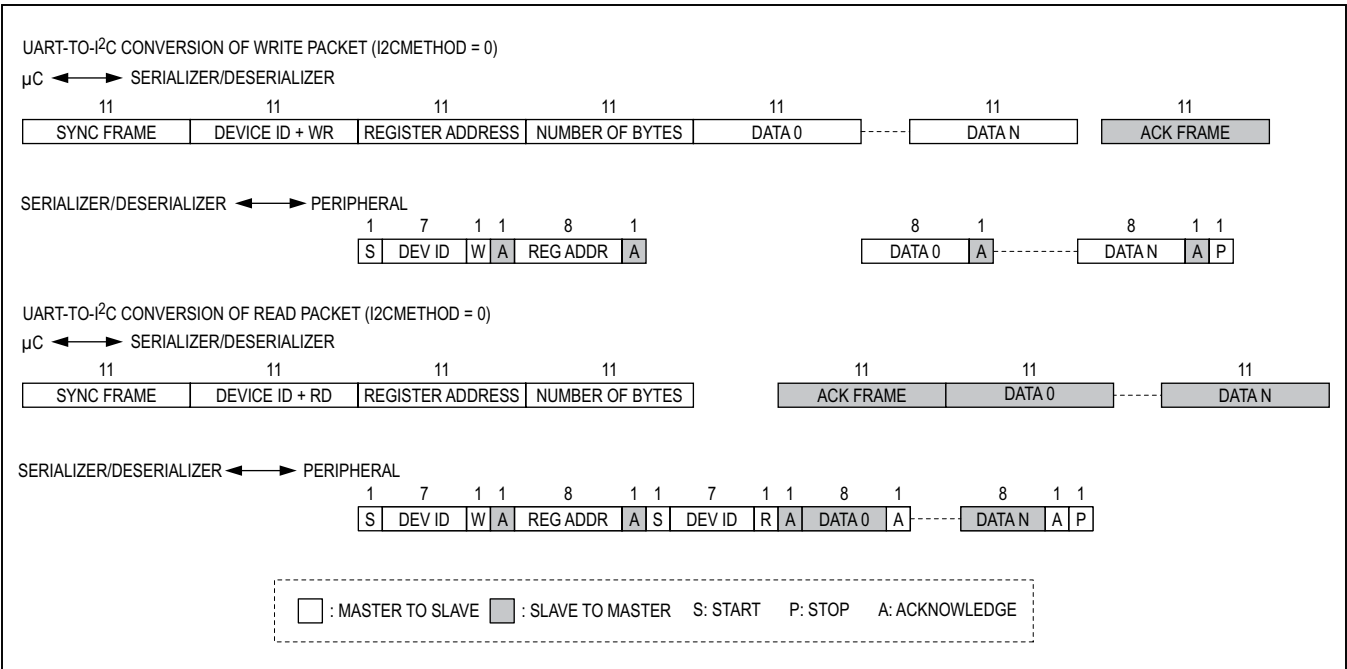 UART-TO-I2C CONVERSION OF WRITE PACKET (I2CMETHOD = 0)
µC SERIALIZER/DESERIALIZER
11 11 11 11 11 11 11
SYNC FRAME DEVICE ID + WR REGISTER ADDRESS NUMBER OF BYTES DATA 0 DATA N ACK FRAME
SERIALIZER/DESERIALIZER PERIPHERAL
1 7 1 1 8 1 8 1 8 1 1
S DEV ID W A REG ADDR A DATA 0 A DATA N A P
UART-TO-I2C CONVERSION OF READ PACKET (I2CMETHOD = 0)
µC SERIALIZER/DESERIALIZER
11 11 11 11 11 11 11
SYNC FRAME DEVICE ID + RD REGISTER ADDRESS NUMBER OF BYTES ACK FRAME DATA 0 DATA N
SERIALIZER/DESERIALIZER PERIPHERAL
1 7 1 1 8 1 1 7 1 1 8 1 8 1 1
S DEV ID W A REG ADDR A S DEV ID R A DATA 0 A DATA N A P
: MASTER TO SLAVE : SLAVE TO MASTER S: START P: STOP A: ACKNOWLEDGE